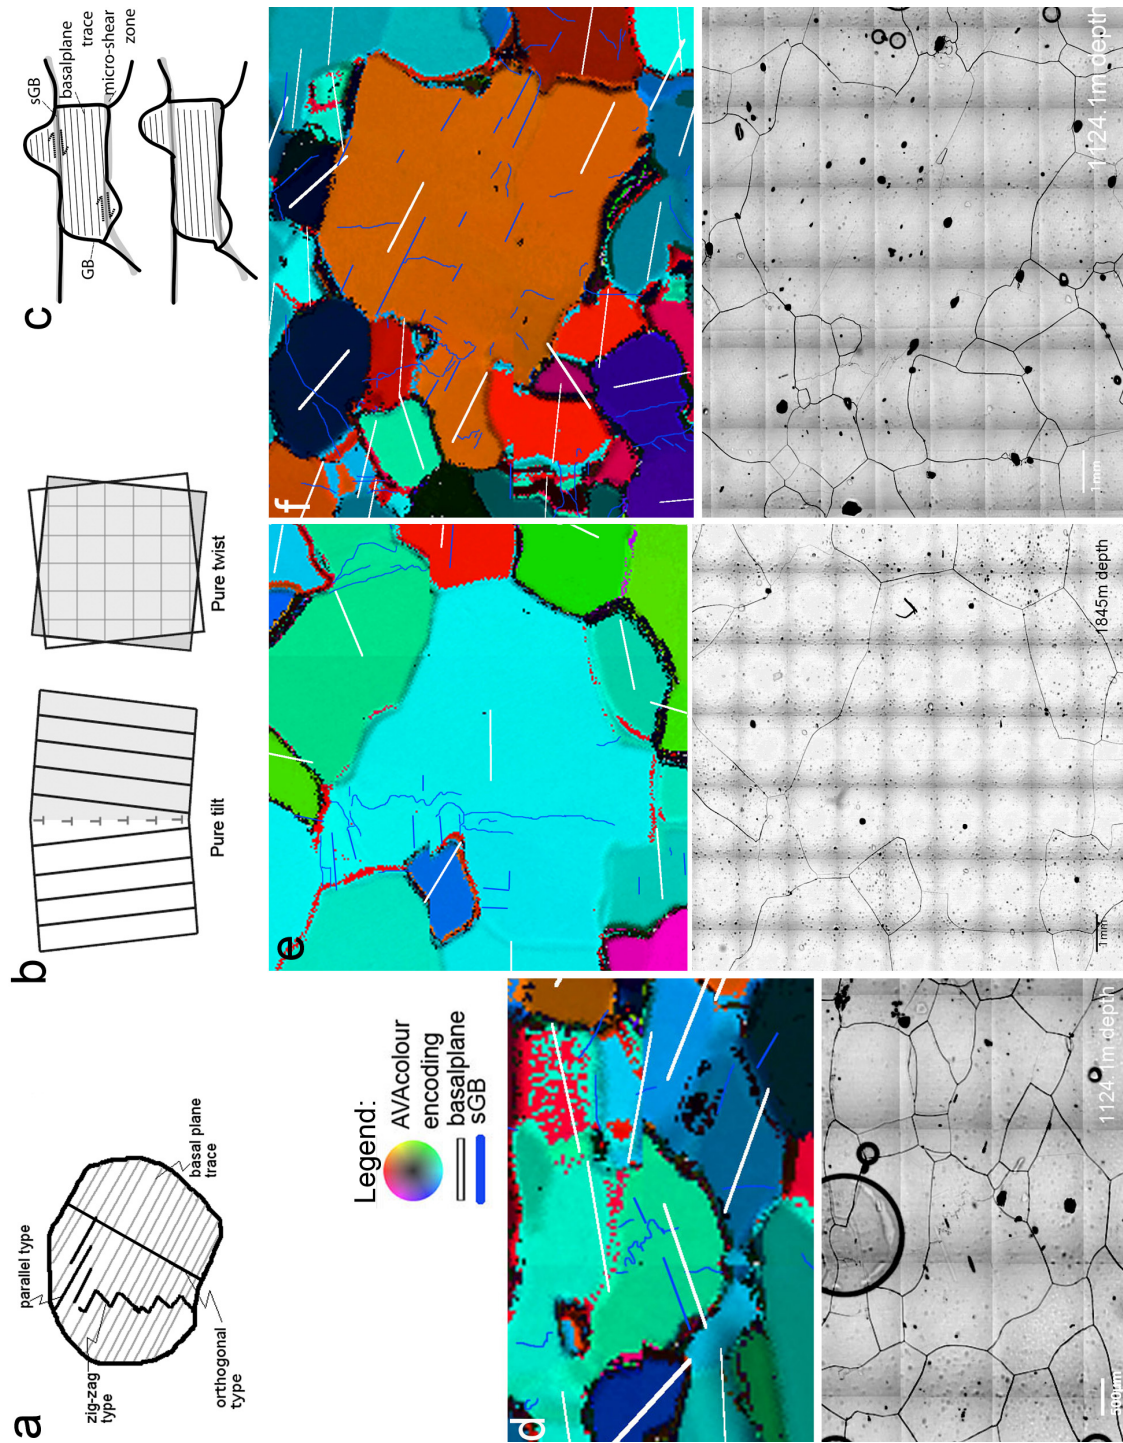 a
parallel type
zig-zag
type
orthogonal
type
basal plane
trace
b
Pure tilt
Pure twist
c
sGB
basalplane
trace
micro-shear
zone
GB
Legend:
AVAcolour
encoding
basalplane
sGB
d
500µm
1124.1m depth
e
1mm
1845m depth
f
1mm
1124.1m depth